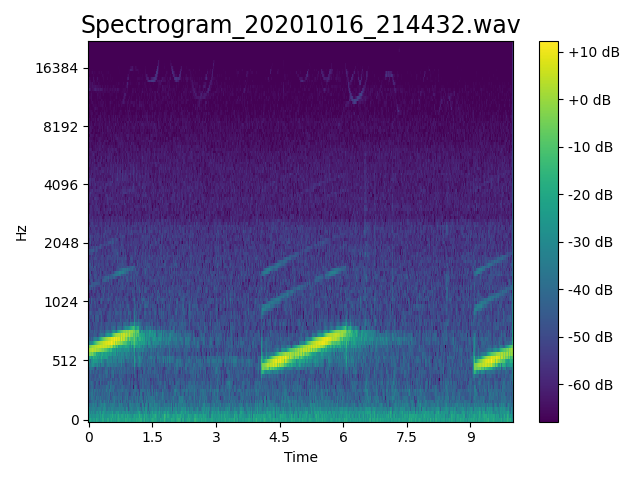 Spectrogram_20201016_214432.wav
16384
8192
4096
2048
1024
512
0
Hz
0
1.5
3
4.5
6
7.5
9
Time
+10 dB
+0 dB
-10 dB
-20 dB
-30 dB
-40 dB
-50 dB
-60 dB